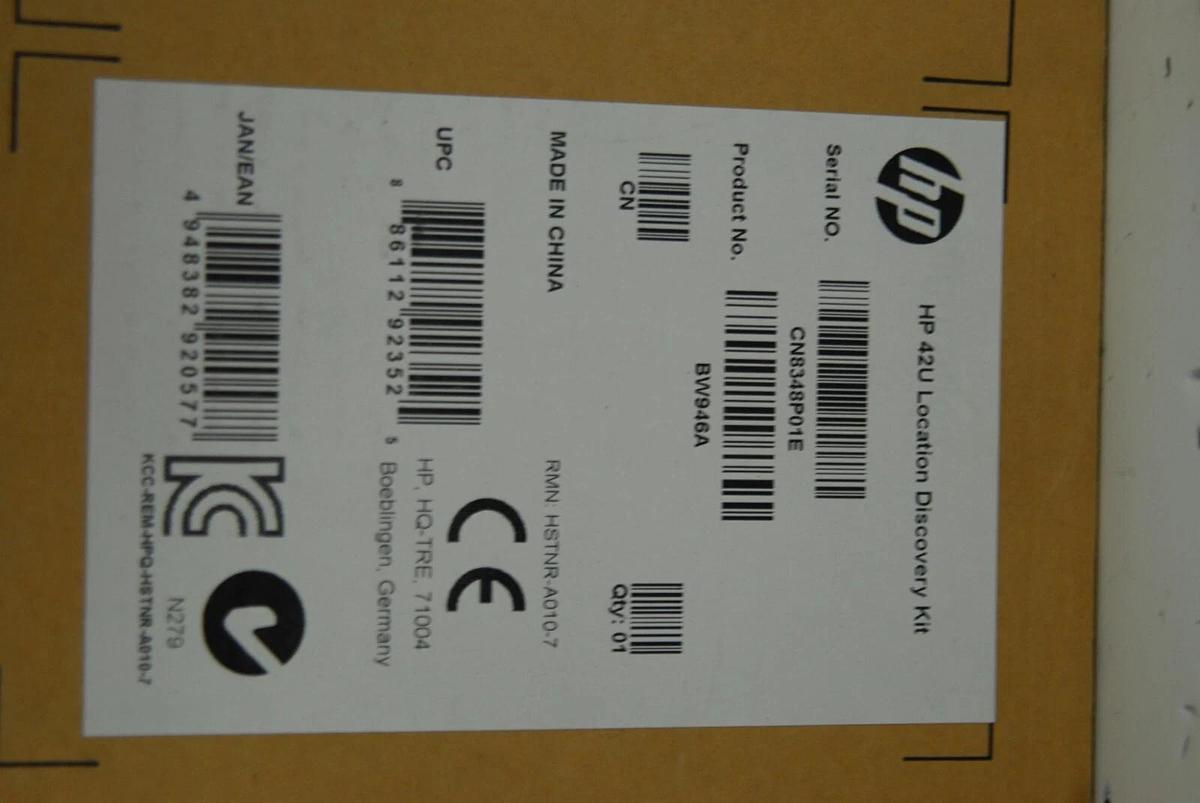 hp
HP 42U Location Discovery Kit
Serial NO.
CN8348P01E
Product No.
BW946A
CN
Qty: 01
MADE IN CHINA
RMN: HSTNR-A010-7
CE
UPC
8 86112 92352 5
HP, HQ-TRE, 71004
Boeblingen, Germany
JAN/EAN
4 948382 920577
KCC-REM-HPQ-HSTNR-A010-7
N279